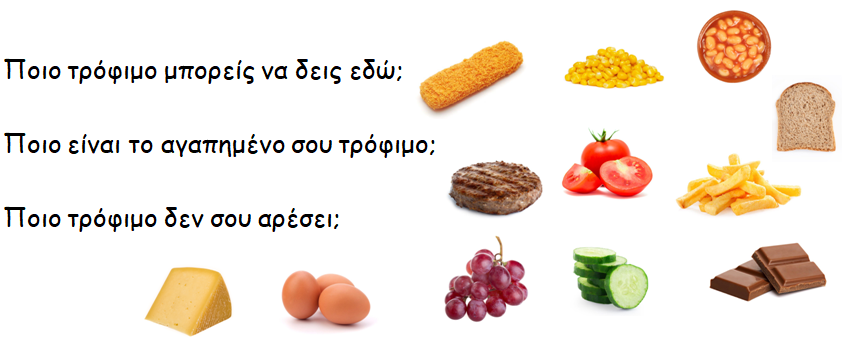 Ποιο τρόφιμο μπορείς να δεις εδώ;
Ποιο είναι το αγαπημένο σου τρόφιμο;
Ποιο τρόφιμο δεν σου αρέσει;